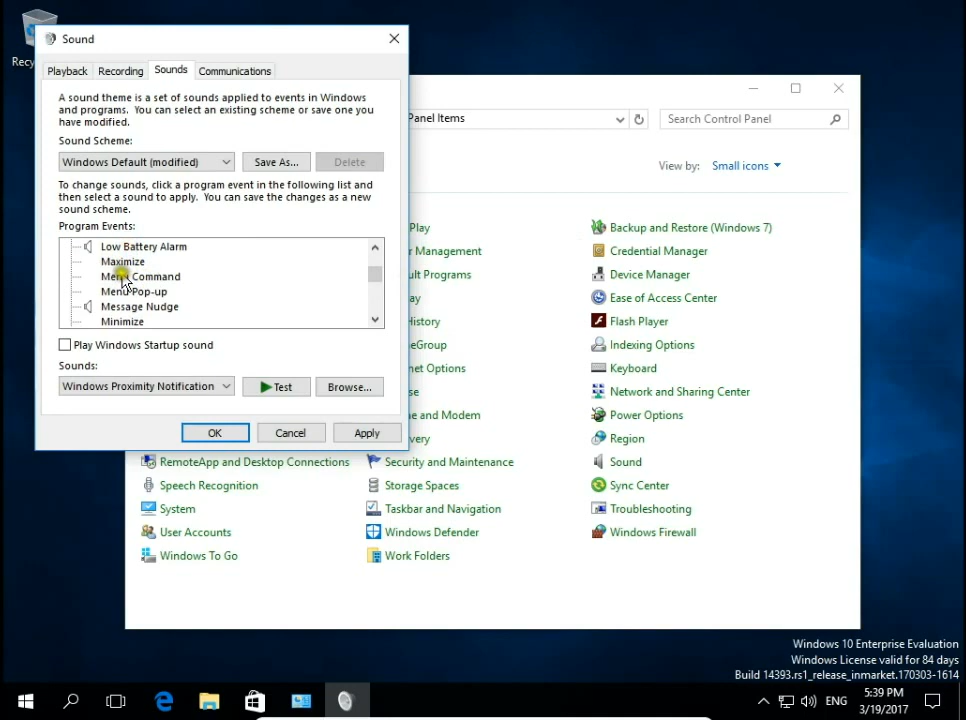 Recy
Sound
Playback
Recording
Sounds
Communications
A sound theme is a set of sounds applied to events in Windows
and programs. You can select an existing scheme or save one you
have modified.
Sound Scheme:
Windows Default (modified)
Save As...
Delete
To change sounds, click a program event in the following list and
then select a sound to apply. You can save the changes as a new
sound scheme.
Program Events:
Low Battery Alarm
Maximize
Menu Command
Menu Pop-up
Message Nudge
Minimize
Play Windows Startup sound
Sounds:
Windows Proximity Notification
Test
Browse...
OK
Cancel
Apply
Panel Items
Search Control Panel
View by: Small icons
Play
Backup and Restore (Windows 7)
Management
Credential Manager
ult Programs
Device Manager
ay
Ease of Access Center
History
Flash Player
eGroup
Indexing Options
net Options
Keyboard
se
Network and Sharing Center
e and Modem
Power Options
very
Region
RemoteApp and Desktop Connections
Security and Maintenance
Sound
Speech Recognition
Storage Spaces
Sync Center
System
Taskbar and Navigation
Troubleshooting
User Accounts
Windows Defender
Windows Firewall
Windows To Go
Work Folders
Windows 10 Enterprise Evaluation
Windows License valid for 84 days
Build 14393.rs1_release_inmarket.170303-1614
ENG
5:39 PM
3/19/2017